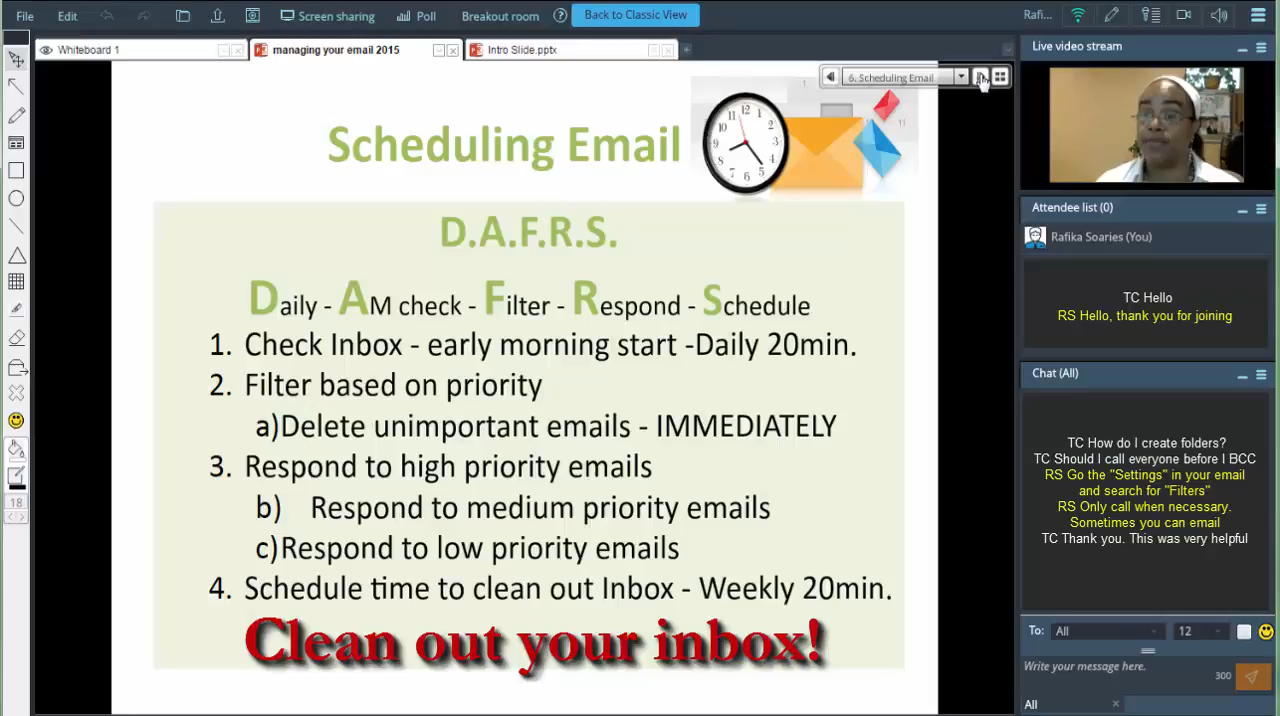 File Edit Screen sharing Poll Breakout room Back to Classic View Rafi...
Whiteboard 1 managing your email 2015 Intro Slide.pptx
6. Scheduling Email
Scheduling Email
D.A.F.R.S.
Daily - AM check - Filter - Respond - Schedule
1. Check Inbox - early morning start -Daily 20min.
2. Filter based on priority
a)Delete unimportant emails - IMMEDIATELY
3. Respond to high priority emails
b) Respond to medium priority emails
c)Respond to low priority emails
4. Schedule time to clean out Inbox - Weekly 20min.
Clean out your inbox!
18
Live video stream
Attendee list (0)
Rafika Soaries (You)
TC Hello
RS Hello, thank you for joining
Chat (All)
TC How do I create folders?
TC Should I call everyone before I BCC
RS Go the "Settings" in your email
and search for "Filters"
RS Only call when necessary.
Sometimes you can email
TC Thank you. This was very helpful
To: All 12
Write your message here.
300
All